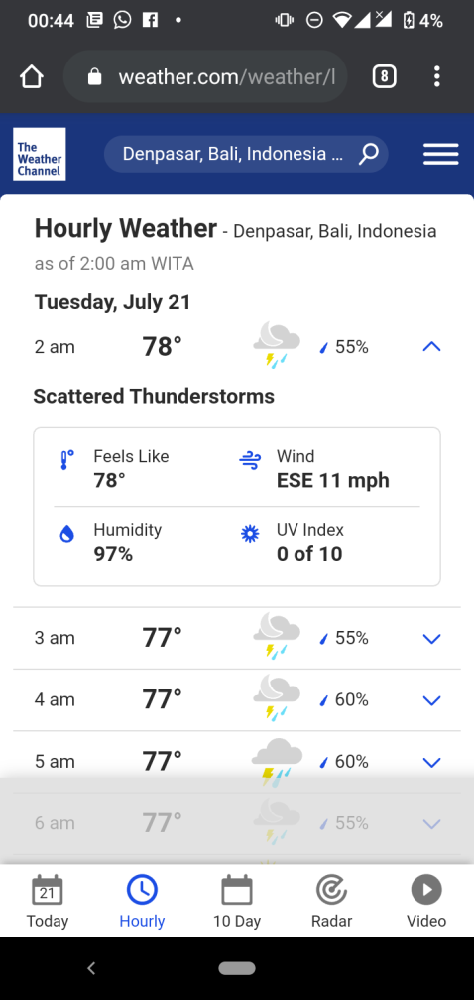 00:44 4%
weather.com/weather/l 8
The Weather Channel
Denpasar, Bali, Indonesia ...
Hourly Weather - Denpasar, Bali, Indonesia
as of 2:00 am WITA
Tuesday, July 21
2 am 78° 55%
Scattered Thunderstorms
Feels Like Wind
78° ESE 11 mph
Humidity UV Index
97% 0 of 10
3 am 77° 55%
4 am 77° 60%
5 am 77° 60%
6 am 77° 55%
21
Today Hourly 10 Day Radar Video